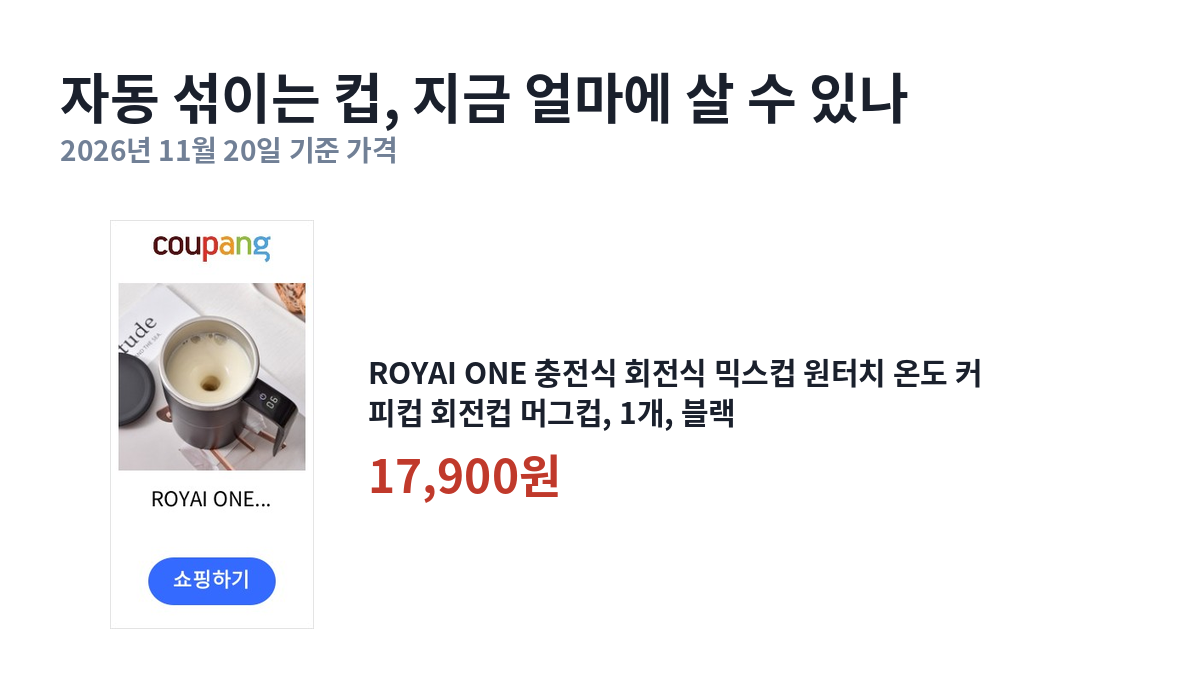 자동 섞이는 컵, 지금 얼마에 살 수 있나
2026년 11월 20일 기준 가격
coupang
tude
ROYAI ONE...
쇼핑하기
ROYAI ONE 충전식 회전식 믹스컵 원터치 온도 커
피컵 회전컵 머그컵, 1개, 블랙
17,900원